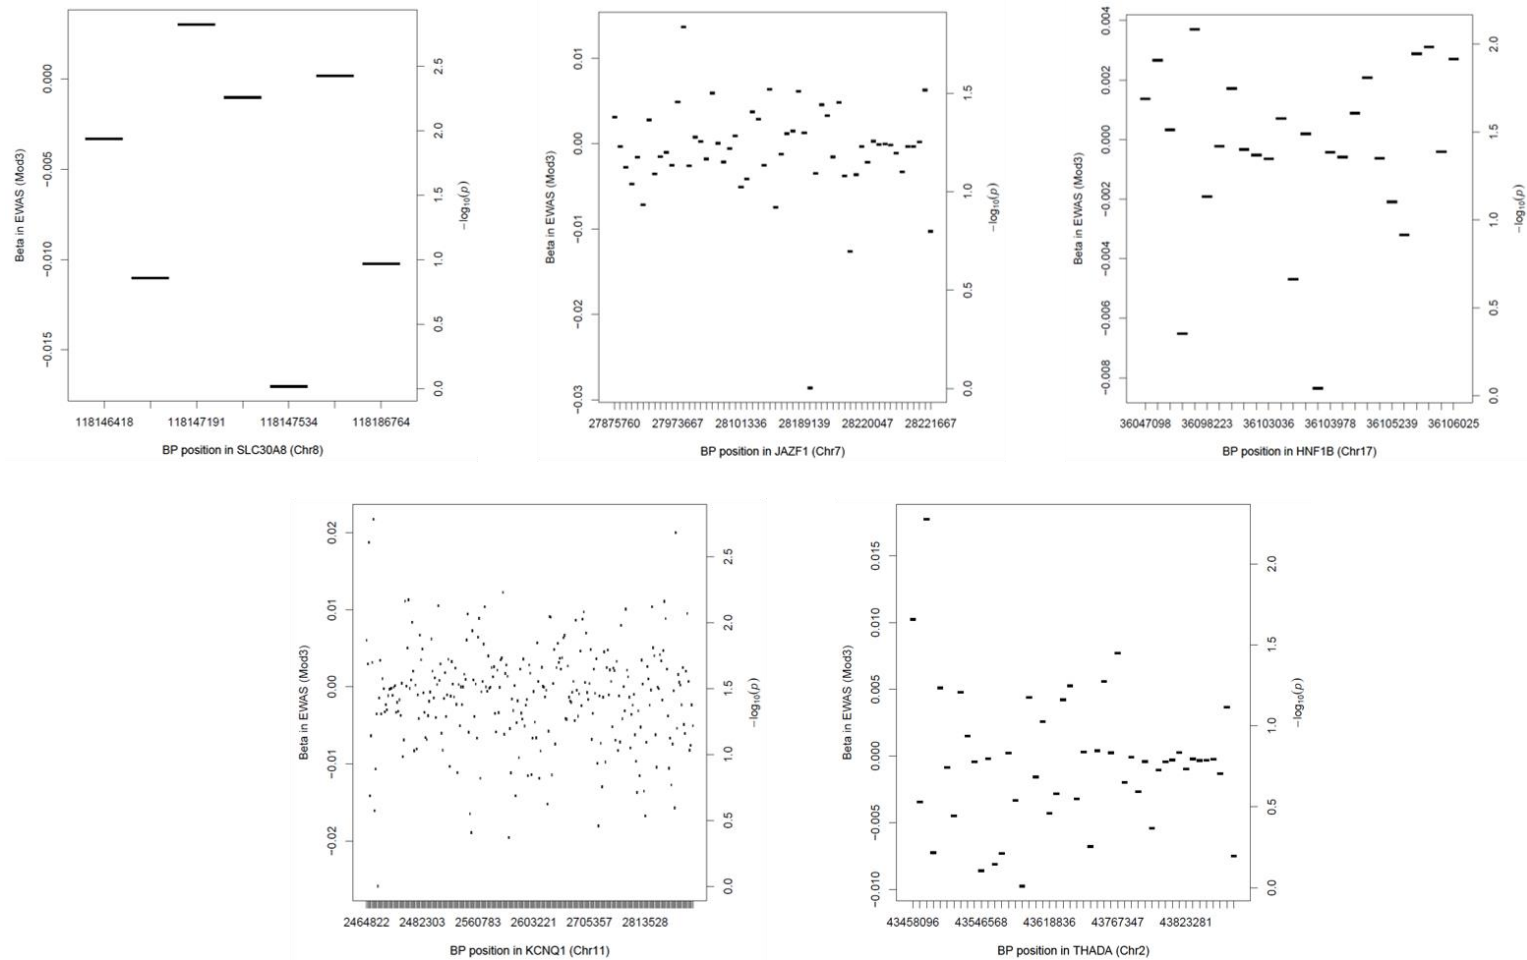 Beta in EWAS (Mod3)
0.000
−0.005
−0.010
−0.015
2.5
2.0
1.5
1.0
0.5
0.0
−log10(p)
118146418 118147191 118147534 118186764
BP position in SLC30A8 (Chr8)
Beta in EWAS (Mod3)
0.01
0.00
−0.01
−0.02
−0.03
1.5
1.0
0.5
0.0
−log10(p)
27875760 27973667 28101336 28189139 28220047 28221667
BP position in JAZF1 (Chr7)
Beta in EWAS (Mod3)
0.004
0.002
0.000
−0.002
−0.004
−0.006
−0.008
2.0
1.5
1.0
0.5
0.0
−log10(p)
36047098 36098223 36103036 36103978 36105239 36106025
BP position in HNF1B (Chr17)
Beta in EWAS (Mod3)
0.02
0.01
0.00
−0.01
−0.02
2.5
2.0
1.5
1.0
0.5
0.0
−log10(p)
2464822 2482303 2560783 2603221 2705357 2813528
BP position in KCNQ1 (Chr11)
Beta in EWAS (Mod3)
0.015
0.010
0.005
0.000
−0.005
−0.010
2.0
1.5
1.0
0.5
0.0
−log10(p)
43458096 43546568 43618836 43767347 43823281
BP position in THADA (Chr2)